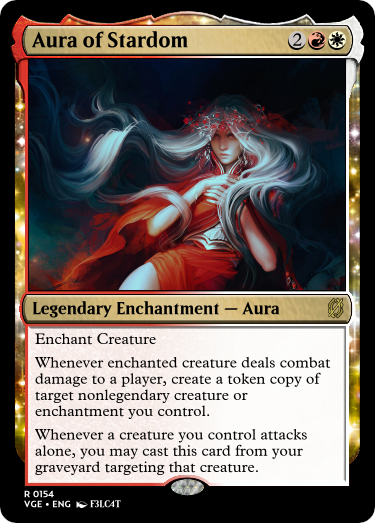 Aura of Stardom
2
Legendary Enchantment — Aura
Enchant Creature
Whenever enchanted creature deals combat
damage to a player, create a token copy of
target nonlegendary creature or
enchantment you control.
Whenever a creature you control attacks
alone, you may cast this card from your
graveyard targeting that creature.
R 0154
VGE • ENG F3LC4T